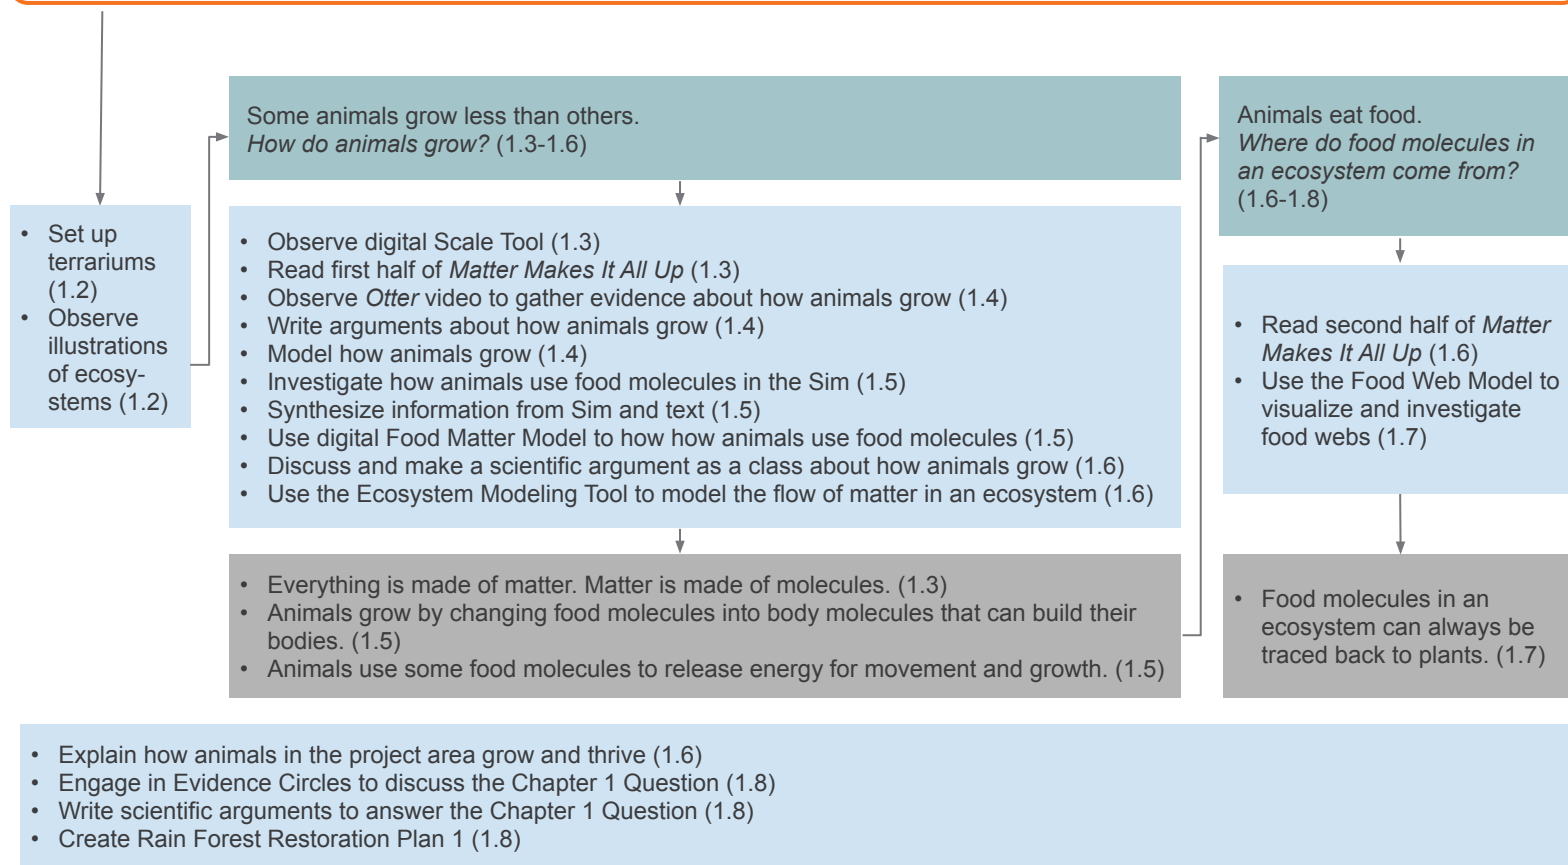 Some animals grow less than others.
How do animals grow? (1.3-1.6)
Animals eat food.
Where do food molecules in
an ecosystem come from?
(1.6-1.8)
• Set up
terrariums
(1.2)
• Observe
illustrations
of ecosy-
stems (1.2)
• Observe digital Scale Tool (1.3)
• Read first half of Matter Makes It All Up (1.3)
• Observe Otter video to gather evidence about how animals grow (1.4)
• Write arguments about how animals grow (1.4)
• Model how animals grow (1.4)
• Investigate how animals use food molecules in the Sim (1.5)
• Synthesize information from Sim and text (1.5)
• Use digital Food Matter Model to how how animals use food molecules (1.5)
• Discuss and make a scientific argument as a class about how animals grow (1.6)
• Use the Ecosystem Modeling Tool to model the flow of matter in an ecosystem (1.6)
• Read second half of Matter
Makes It All Up (1.6)
• Use the Food Web Model to
visualize and investigate
food webs (1.7)
• Everything is made of matter. Matter is made of molecules. (1.3)
• Animals grow by changing food molecules into body molecules that can build their
bodies. (1.5)
• Animals use some food molecules to release energy for movement and growth. (1.5)
• Food molecules in an
ecosystem can always be
traced back to plants. (1.7)
• Explain how animals in the project area grow and thrive (1.6)
• Engage in Evidence Circles to discuss the Chapter 1 Question (1.8)
• Write scientific arguments to answer the Chapter 1 Question (1.8)
• Create Rain Forest Restoration Plan 1 (1.8)